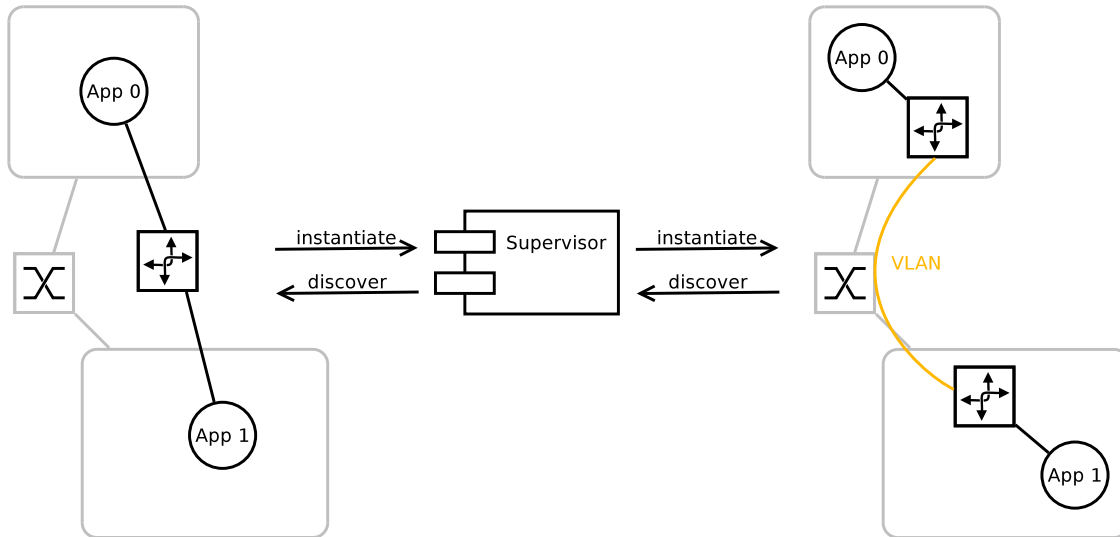 App 0
App 1
instantiate
discover
Supervisor
instantiate
discover
App 0
VLAN
App 1